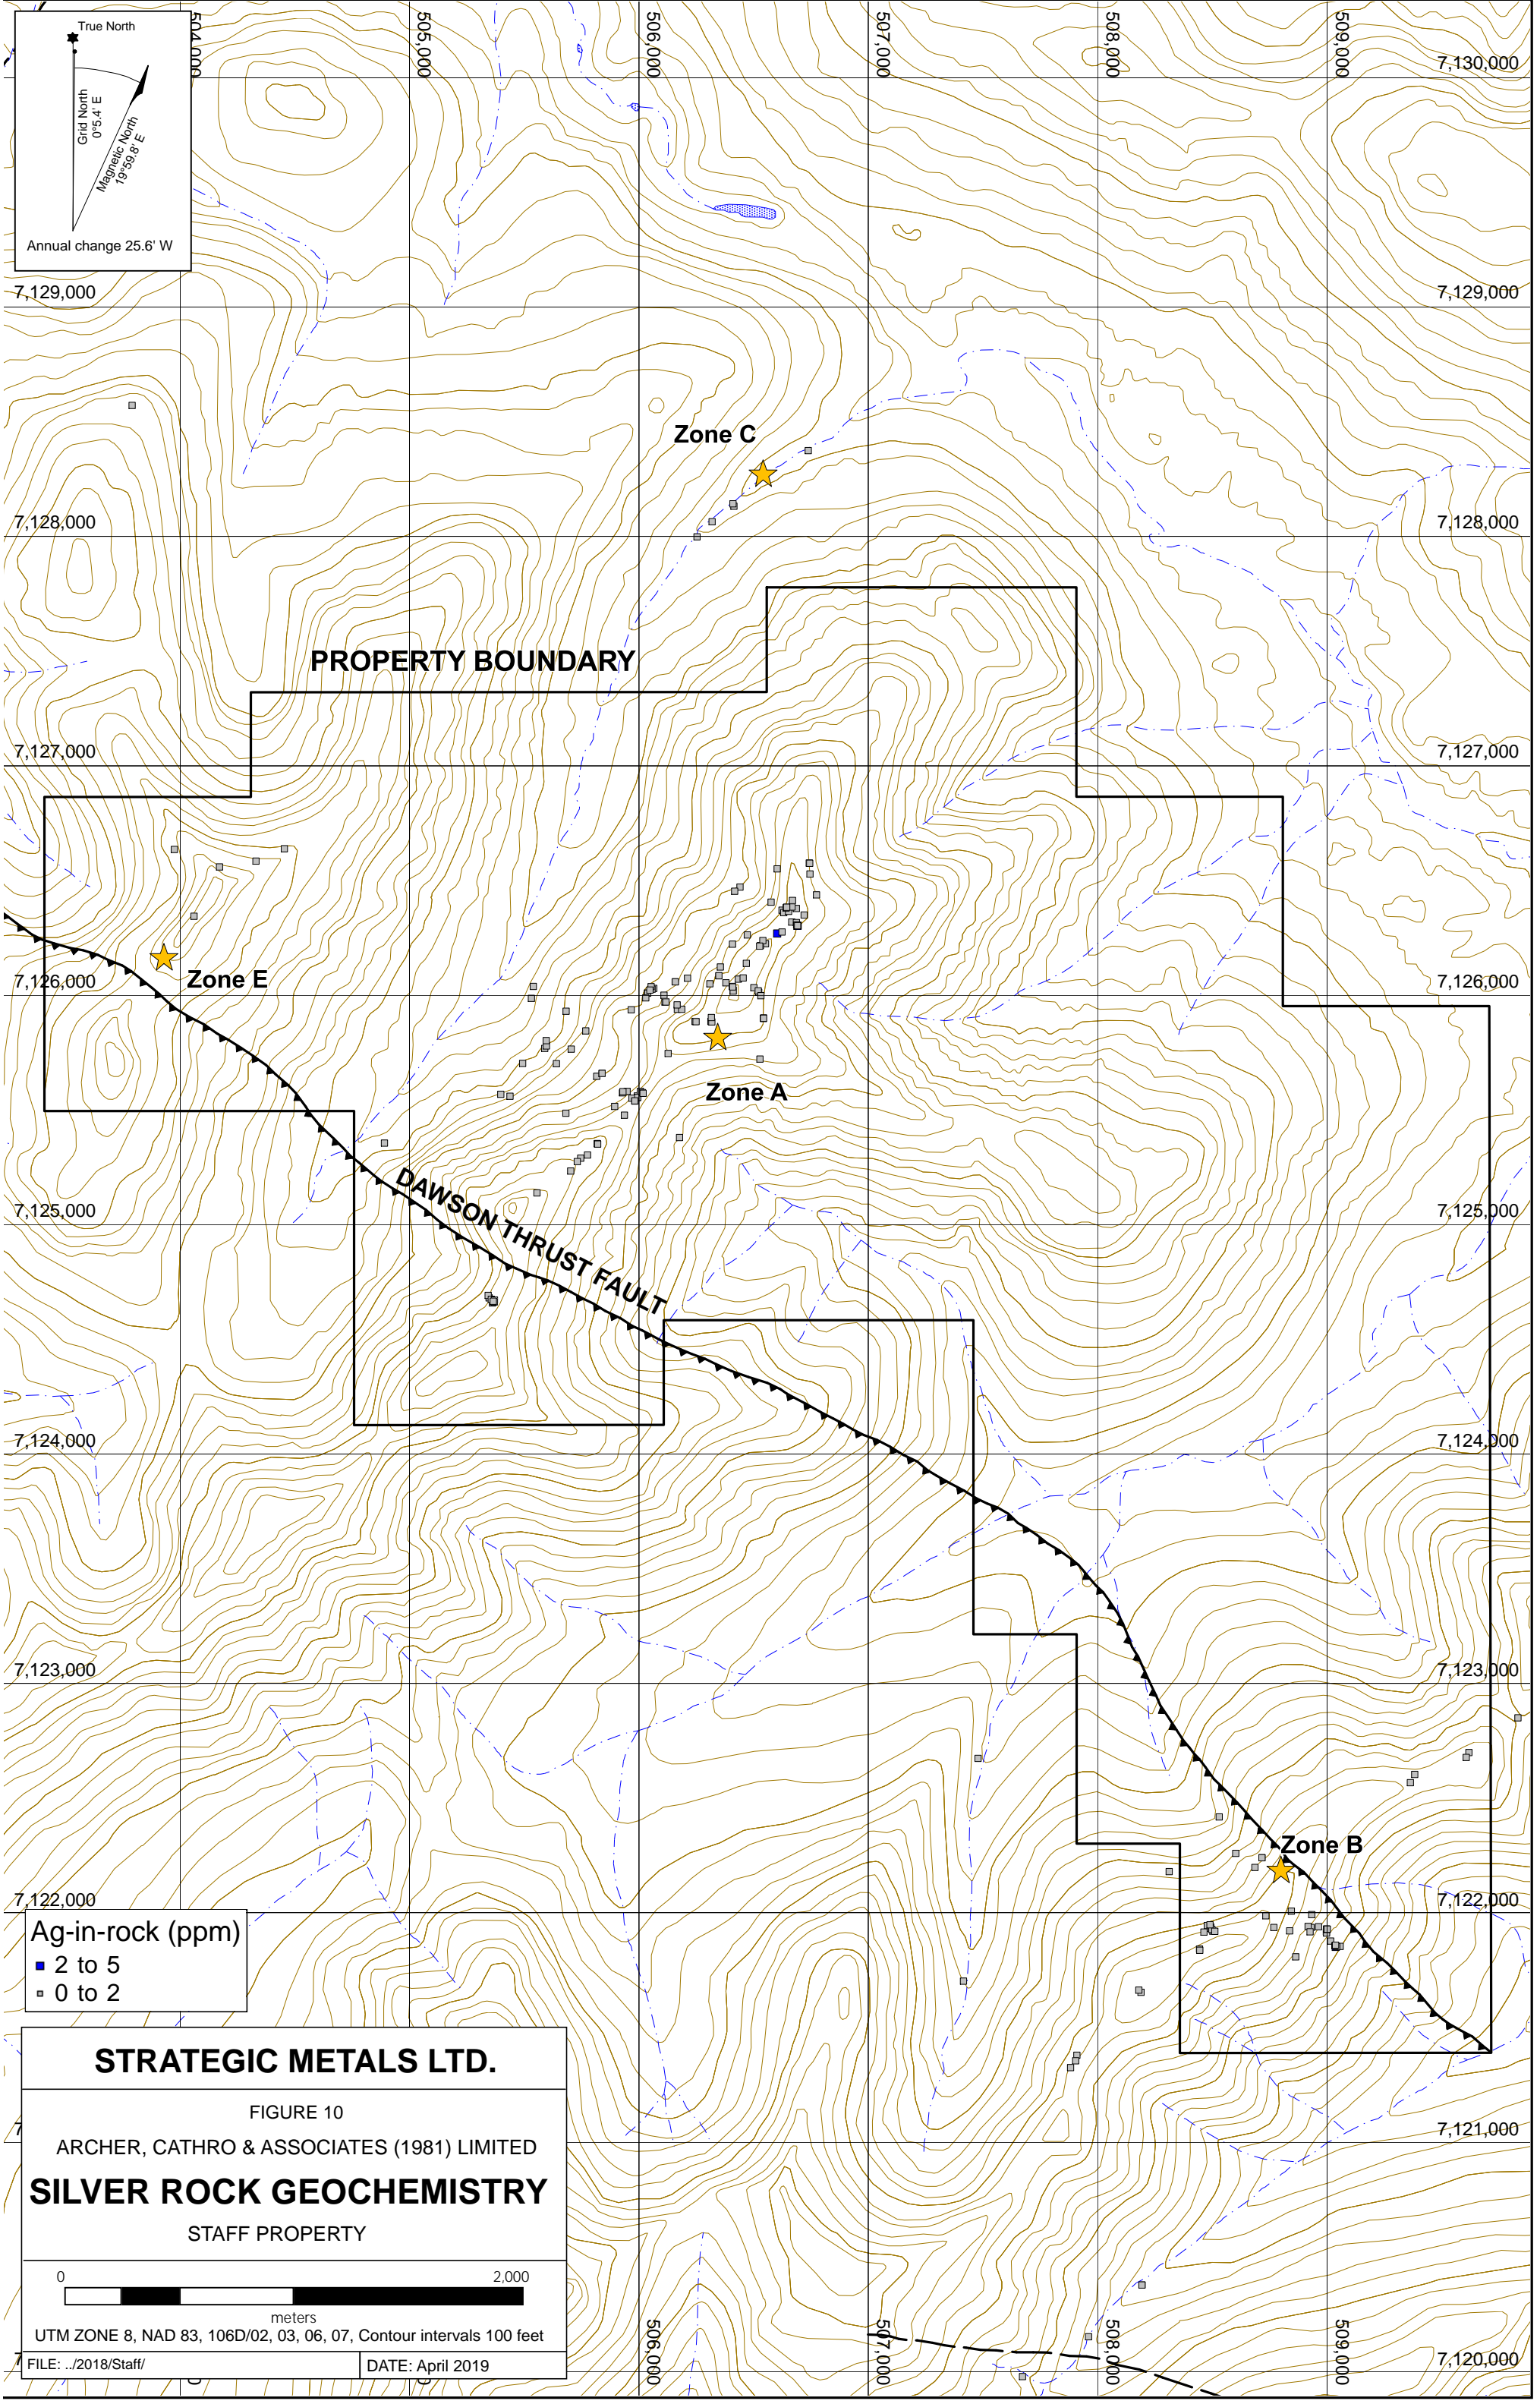 True North
Grid North
0°5.4' E
Magnetic North
19°59.8' E
Annual change 25.6' W
504,000
505,000
506,000
507,000
508,000
509,000
7,130,000
7,129,000
7,129,000
Zone C
7,128,000
7,128,000
PROPERTY BOUNDARY
7,127,000
7,127,000
Zone E
7,126,000
7,126,000
Zone A
DAWSON THRUST FAULT
7,125,000
7,125,000
7,124,000
7,124,000
7,123,000
7,123,000
Zone B
7,122,000
7,122,000
Ag-in-rock (ppm)
2 to 5
0 to 2
STRATEGIC METALS LTD.
FIGURE 10
ARCHER, CATHRO & ASSOCIATES (1981) LIMITED
SILVER ROCK GEOCHEMISTRY
STAFF PROPERTY
0 2,000
meters
UTM ZONE 8, NAD 83, 106D/02, 03, 06, 07, Contour intervals 100 feet
FILE: ../2018/Staff/ DATE: April 2019
7,121,000
506,000
507,000
508,000
509,000
7,120,000